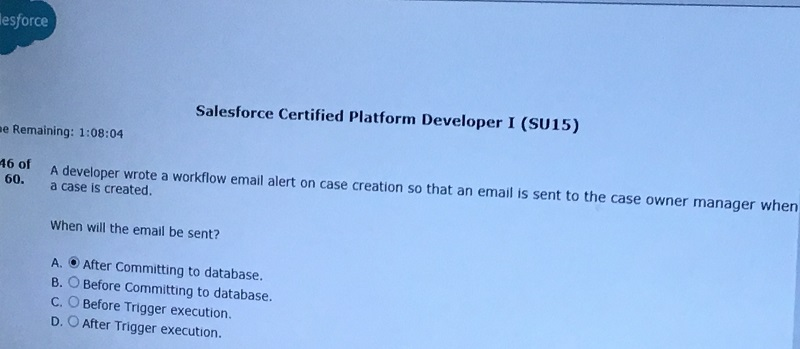 lesforce
Salesforce Certified Platform Developer I (SU15)
Remaining: 1:08:04
46 of
60.
A developer wrote a workflow email alert on case creation so that an email is sent to the case owner manager when
a case is created.
When will the email be sent?
A. After Committing to database.
B. Before Committing to database.
C. Before Trigger execution.
D. After Trigger execution.